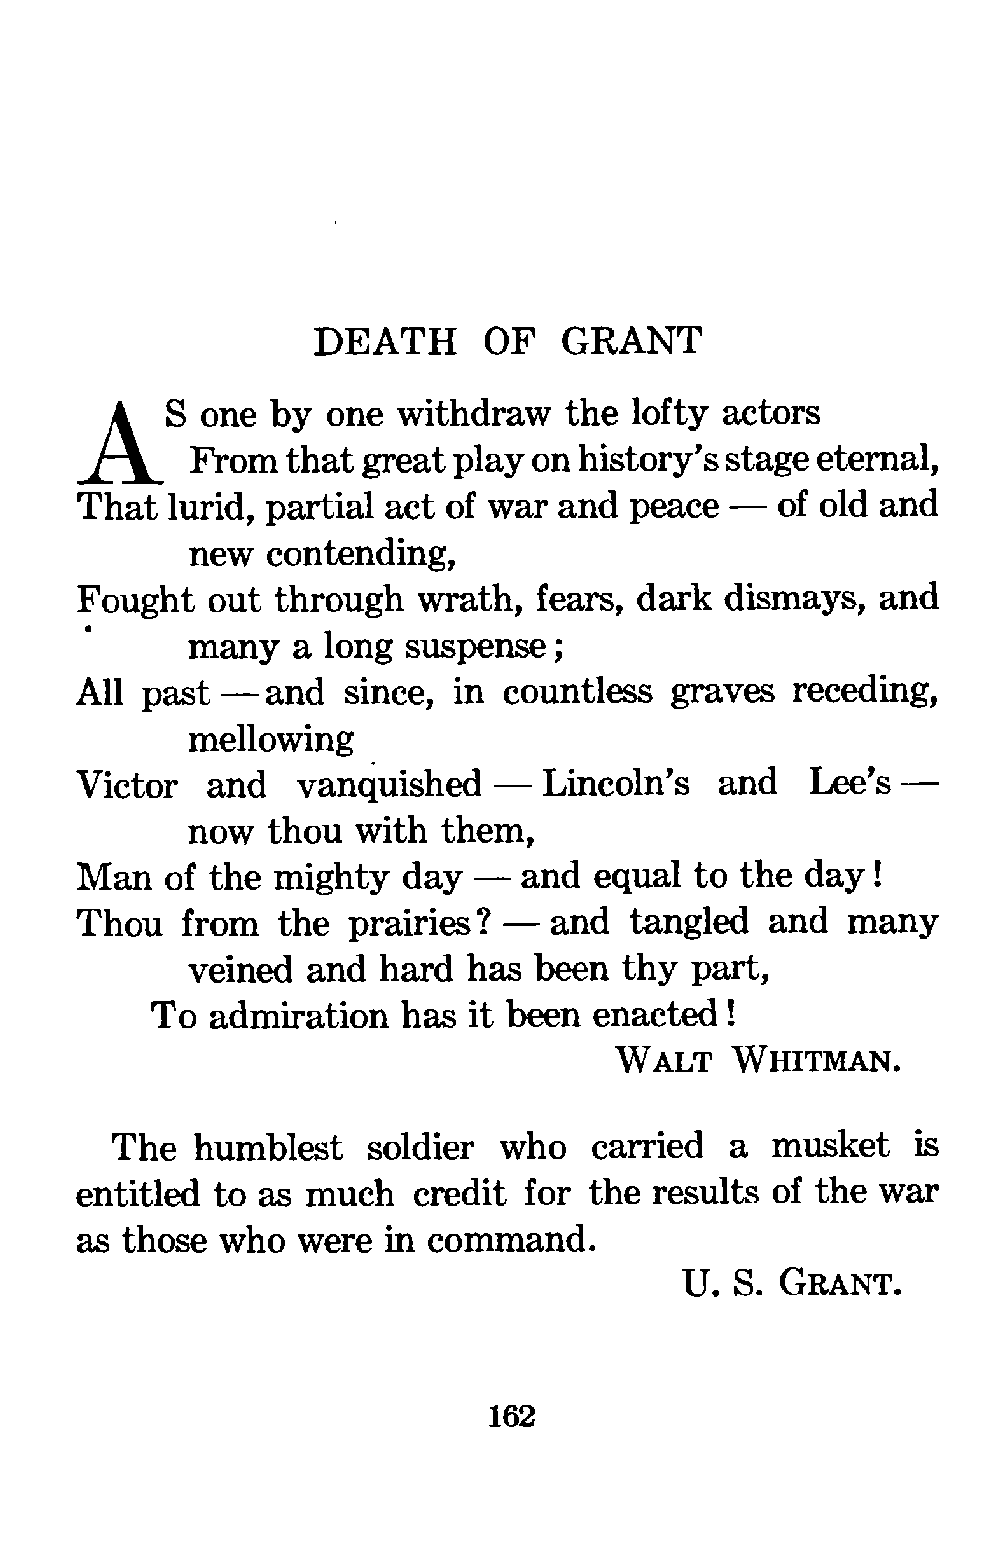 DEATH OF GRANT
AS one by one withdraw the lofty actors
From that great play on history's stage eternal,
That lurid, partial act of war and peace — of old and
new contending,
Fought out through wrath, fears, dark dismays, and
many a long suspense;
All past — and since, in countless graves receding,
mellowing
Victor and vanquished — Lincoln's and Lee's —
now thou with them,
Man of the mighty day — and equal to the day!
Thou from the prairies? — and tangled and many
veined and hard has been thy part,
To admiration has it been enacted!
WALT WHITMAN.
The humblest soldier who carried a musket is
entitled to as much credit for the results of the war
as those who were in command.
U. S. GRANT.
162